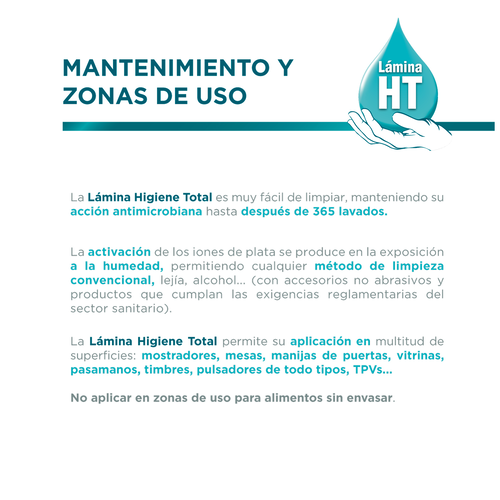 MANTENIMIENTO Y
ZONAS DE USO
Lámina
HT
La Lámina Higiene Total es muy fácil de limpiar, manteniendo su
acción antimicrobiana hasta después de 365 lavados.
La activación de los iones de plata se produce en la exposición
a la humedad, permitiendo cualquier método de limpieza
convencional, lejía, alcohol... (con accesorios no abrasivos y
productos que cumplan las exigencias reglamentarias del
sector sanitario).
La Lámina Higiene Total permite su aplicación en multitud de
superficies: mostradores, mesas, manijas de puertas, vitrinas,
pasamanos, timbres, pulsadores de todo tipos, TPVs...
No aplicar en zonas de uso para alimentos sin envasar.